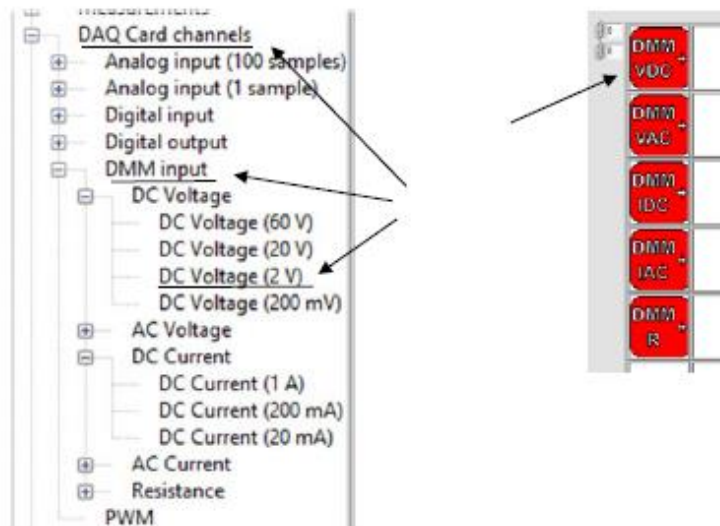 DAQ Card channels
Analog input (100 samples)
Analog input (1 sample)
Digital input
Digital output
DMM input
DC Voltage
DC Voltage (60 V)
DC Voltage (20 V)
DC Voltage (2 V)
DC Voltage (200 mV)
AC Voltage
DC Current
DC Current (1 A)
DC Current (200 mA)
DC Current (20 mA)
AC Current
Resistance
PWM
DMM
VDC
DMM
VAC
DMM
IDC
DMM
IAC
DMM
R